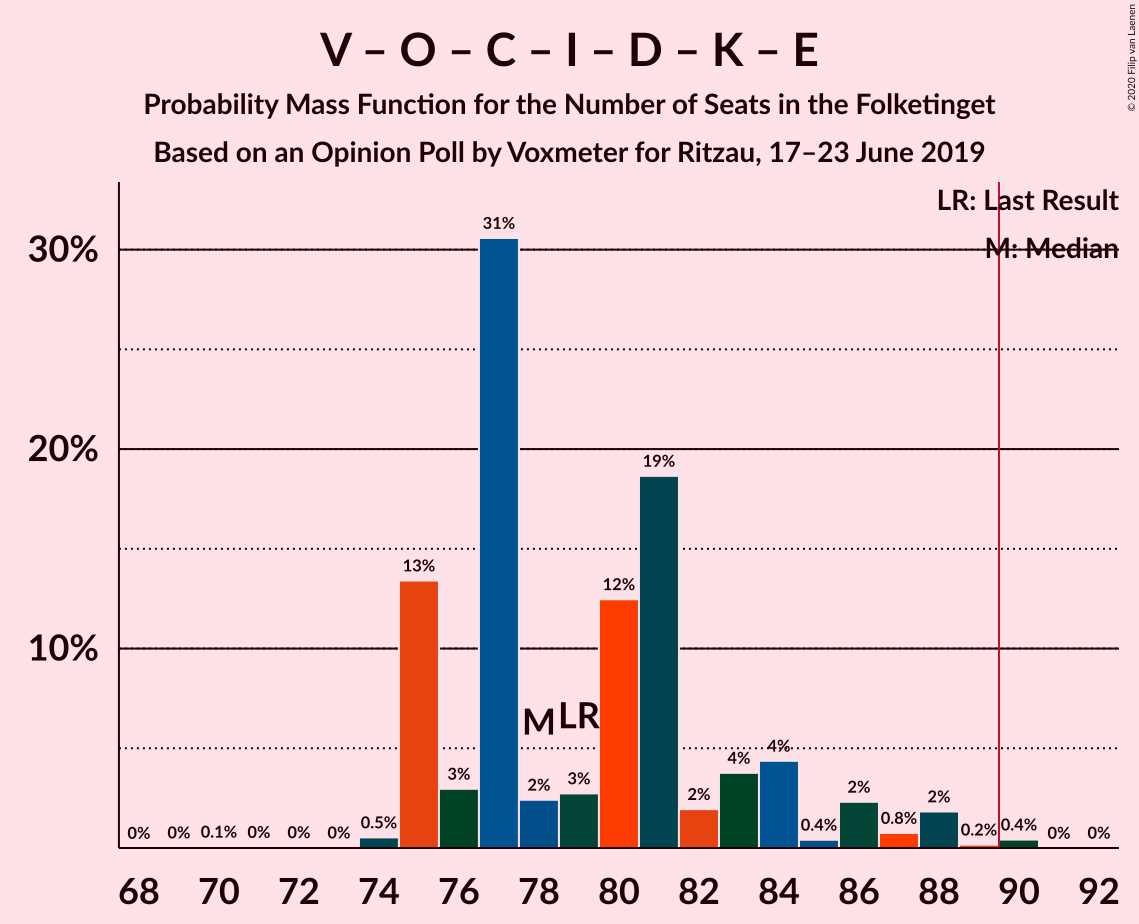 V – O – C – I – D – K – E
Probability Mass Function for the Number of Seats in the Folketinget
Based on an Opinion Poll by Voxmeter for Ritzau, 17–23 June 2019
© 2020 Filip van Laenen
LR: Last Result
M: Median
30%
20%
10%
0% 0% 0.1% 0% 0% 0% 0.5% 13% 3% 31% 2% 3% 12% 19% 2% 4% 4% 0.4% 2% 0.8% 2% 0.2% 0.4% 0% 0%
M LR
68 70 72 74 76 78 80 82 84 86 88 90 92